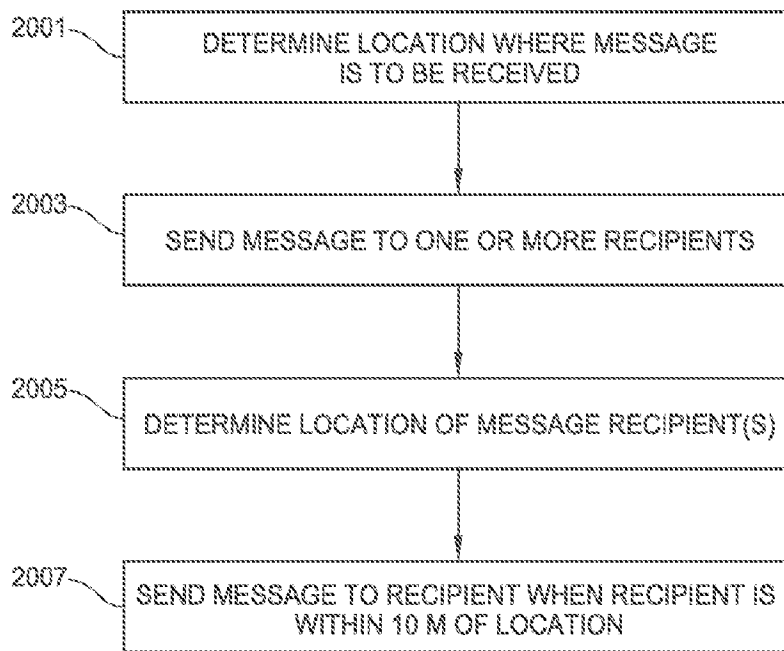 2001
DETERMINE LOCATION WHERE MESSAGE
IS TO BE RECEIVED
2003
SEND MESSAGE TO ONE OR MORE RECIPIENTS
2005
DETERMINE LOCATION OF MESSAGE RECIPIENT(S)
2007
SEND MESSAGE TO RECIPIENT WHEN RECIPIENT IS
WITHIN 10 M OF LOCATION